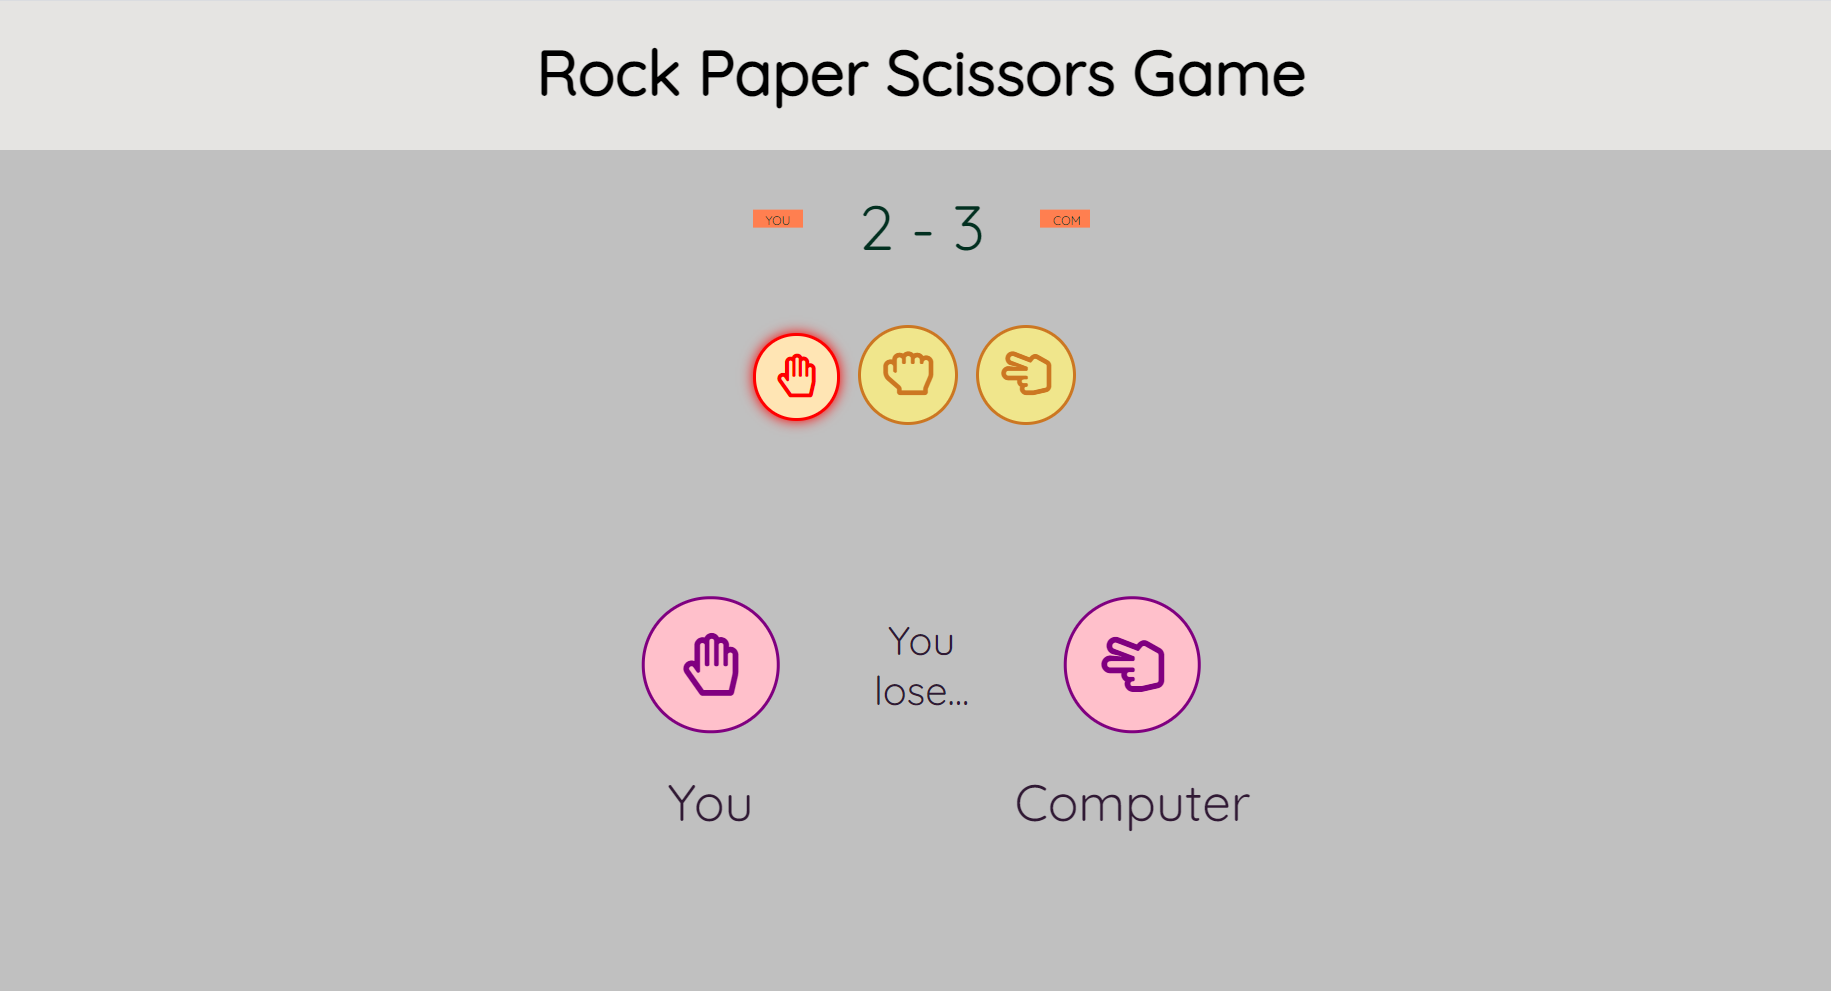 Rock Paper Scissors Game
YOU 2 - 3 COM
You
lose...
You Computer